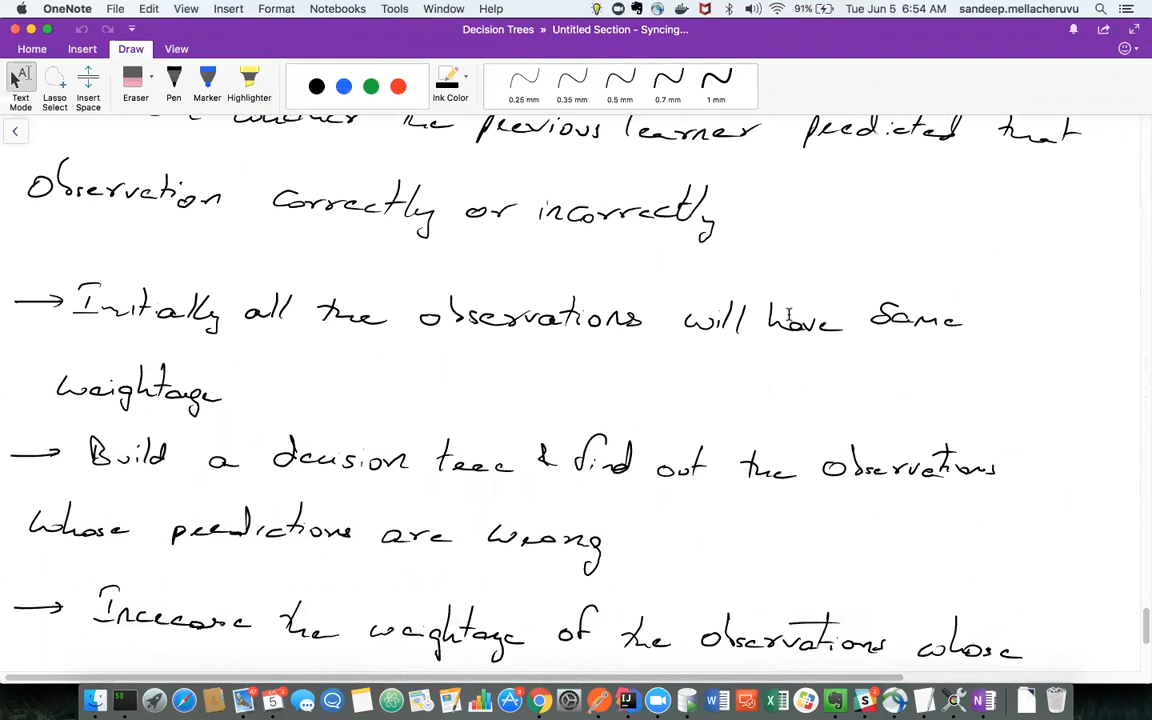 OneNote File Edit View Insert Format Notebooks Tools Window Help 91% Tue Jun 5 6:54 AM sandeep.mellacheruvu
Decision Trees » Untitled Section - Syncing...
Home Insert Draw View
Text Mode Lasso Select Insert Space Eraser Pen Marker Highlighter Ink Color 0.25 mm 0.35 mm 0.5 mm 0.7 mm 1 mm
whether the previous learner predicted that
Observation correctly or incorrectly
→ Initially all the observations will have same
weightage
→ Build a decision tree & find out the observations
whose predictions are wrong
→ Increase the weightage of the observations whose